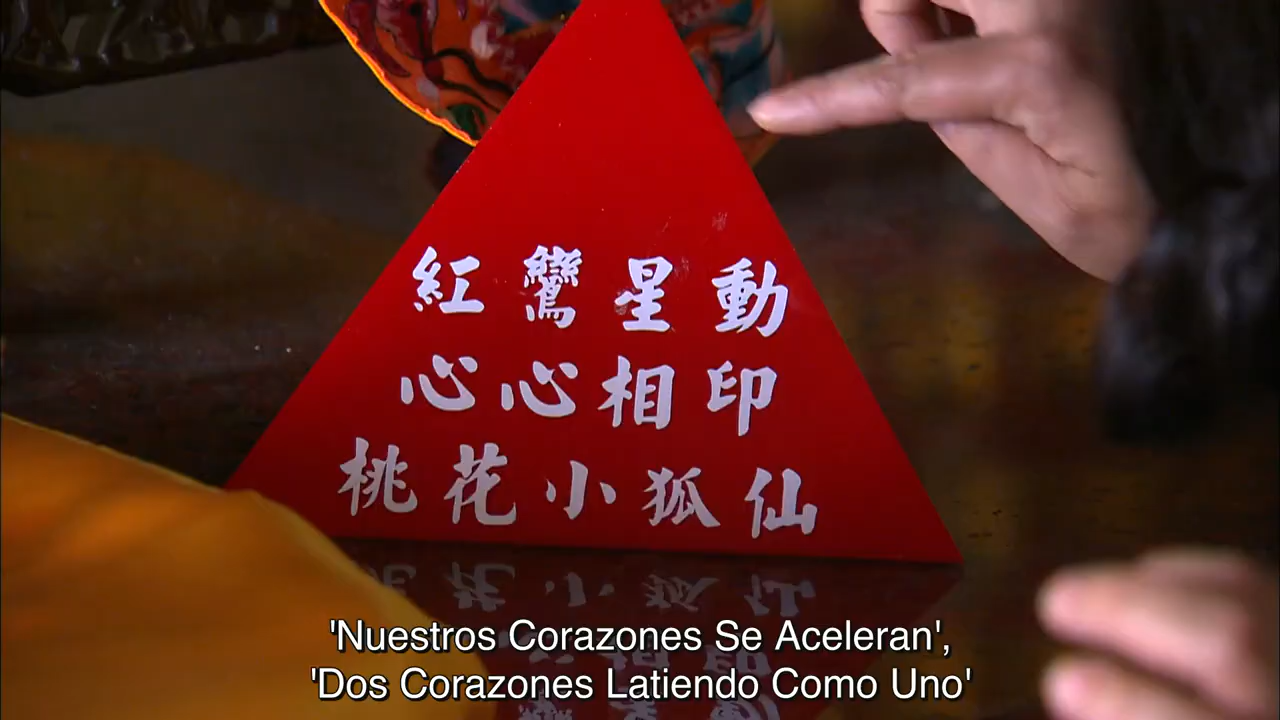 紅鸞星動
心心相印
桃花小狐仙
'Nuestros Corazones Se Aceleran',
'Dos Corazones Latiendo Como Uno'